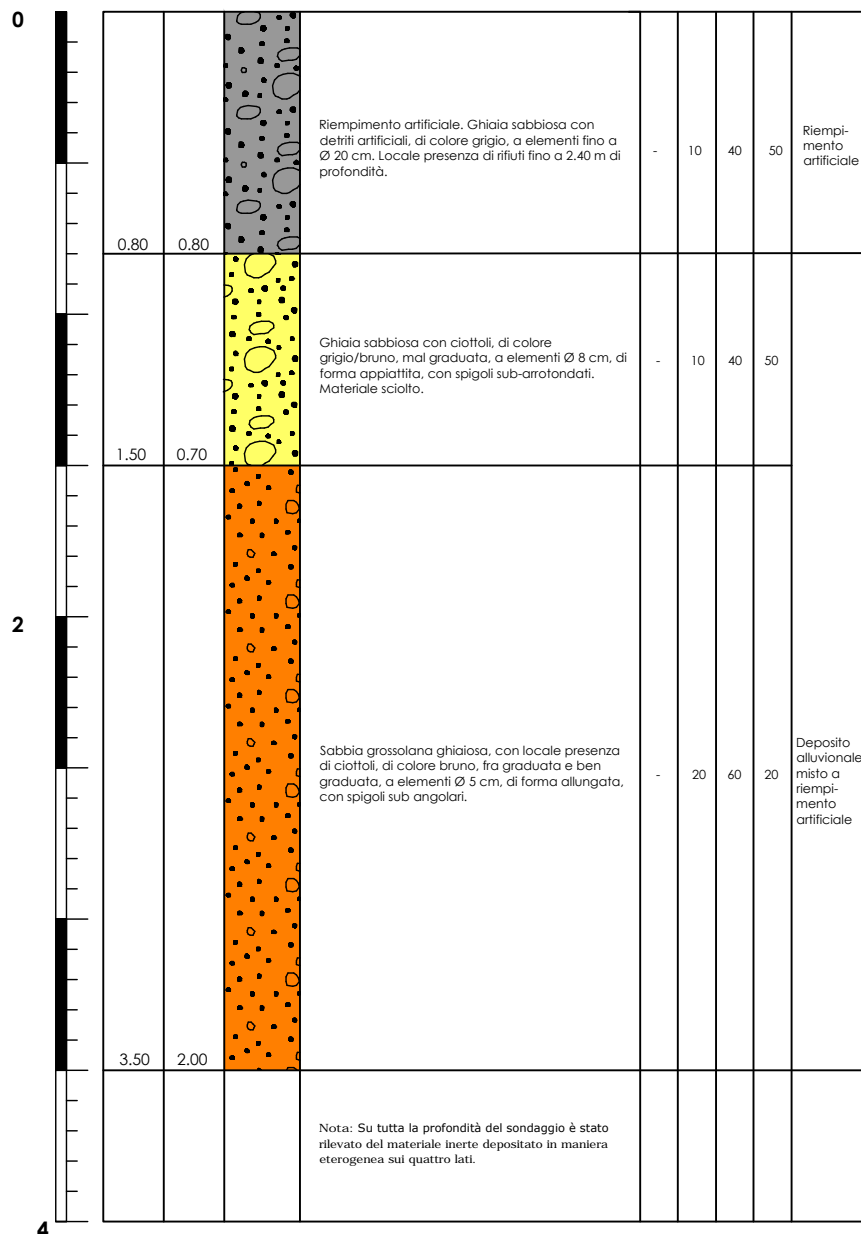 0
Riempimento artificiale. Ghiaia sabbiosa con
detriti artificiali, di colore grigio, a elementi fino a
Ø 20 cm. Locale presenza di rifiuti fino a 2.40 m di
profondità.
- 10 40 50
Riempi-
mento
artificiale
0.80 0.80
Ghiaia sabbiosa con ciottoli, di colore
grigio/bruno, mal graduata, a elementi Ø 8 cm, di
forma appiattita, con spigoli sub-arrotondati.
Materiale sciolto.
- 10 40 50
1.50 0.70
2
Sabbia grossolana ghiaiosa, con locale presenza
di ciottoli, di colore bruno, fra graduata e ben
graduata, a elementi Ø 5 cm, di forma allungata,
con spigoli sub angolari.
- 20 60 20
Deposito
alluvionale
misto a
riempi-
mento
artificiale
3.50 2.00
Nota: Su tutta la profondità del sondaggio è stato
rilevato del materiale inerte depositato in maniera
eterogenea sui quattro lati.
4